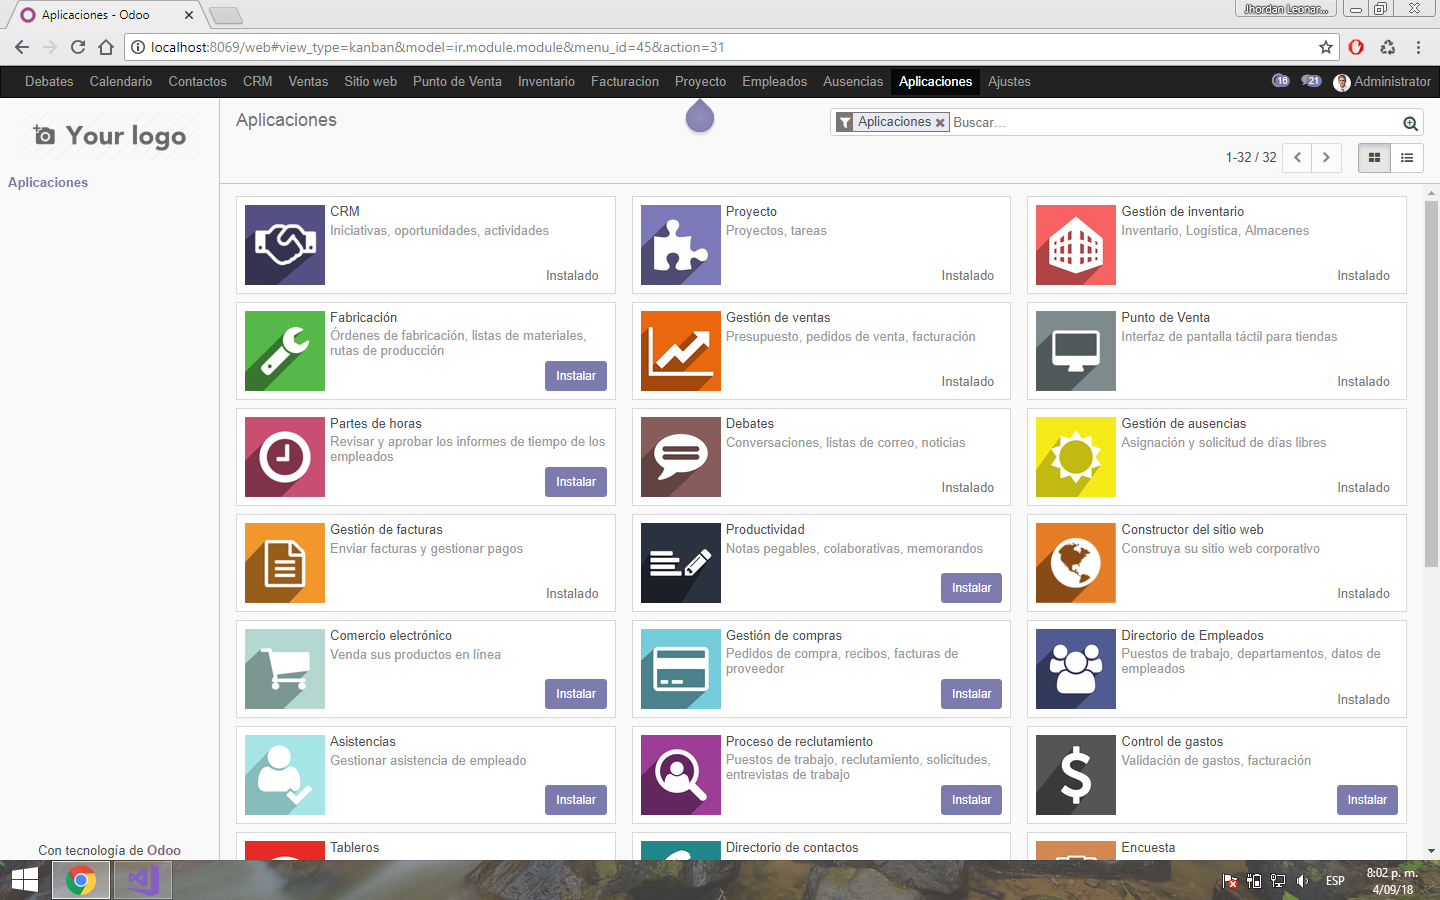 Aplicaciones - Odoo
Jhordan Leonar...
localhost:8069/web#view_type=kanban&model=ir.module.module&menu_id=45&action=31
Debates Calendario Contactos CRM Ventas Sitio web Punto de Venta Inventario Facturacion Proyecto Empleados Ausencias Aplicaciones Ajustes 16 21 Administrator
Your logo
Aplicaciones
Aplicaciones
Aplicaciones Buscar...
1-32 / 32
CRM
Iniciativas, oportunidades, actividades
Instalado
Proyecto
Proyectos, tareas
Instalado
Gestión de inventario
Inventario, Logística, Almacenes
Instalado
Fabricación
Órdenes de fabricación, listas de materiales,
rutas de producción
Instalar
Gestión de ventas
Presupuesto, pedidos de venta, facturación
Instalado
Punto de Venta
Interfaz de pantalla táctil para tiendas
Instalado
Partes de horas
Revisar y aprobar los informes de tiempo de los
empleados
Instalar
Debates
Conversaciones, listas de correo, noticias
Instalado
Gestión de ausencias
Asignación y solicitud de días libres
Instalado
Gestión de facturas
Enviar facturas y gestionar pagos
Instalado
Productividad
Notas pegables, colaborativas, memorandos
Instalar
Constructor del sitio web
Construya su sitio web corporativo
Instalado
Comercio electrónico
Venda sus productos en línea
Instalar
Gestión de compras
Pedidos de compra, recibos, facturas de
proveedor
Instalar
Directorio de Empleados
Puestos de trabajo, departamentos, datos de
empleados
Instalado
Asistencias
Gestionar asistencia de empleado
Instalar
Proceso de reclutamiento
Puestos de trabajo, reclutamiento, solicitudes,
entrevistas de trabajo
Instalar
Control de gastos
Validación de gastos, facturación
Instalar
Tableros
Directorio de contactos
Encuesta
Con tecnología de Odoo
ESP
8:02 p. m.
4/09/18